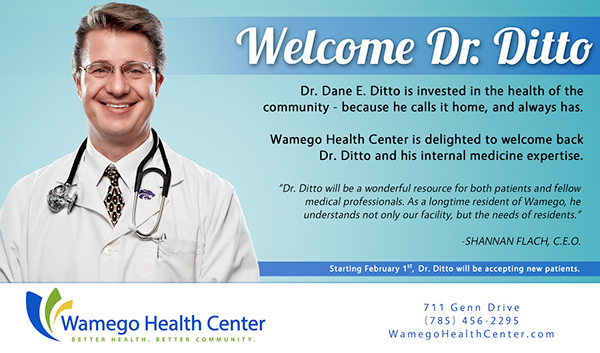 Welcome Dr. Ditto
Dr. Dane E. Ditto is invested in the health of the
community - because he calls it home, and always has.
Wamego Health Center is delighted to welcome back
Dr. Ditto and his internal medicine expertise.
"Dr. Ditto will be a wonderful resource for both patients and fellow
medical professionals. As a longtime resident of Wamego, he
understands not only our facility, but the needs of residents."
-SHANNAN FLACH, C.E.O.
Starting February 1st, Dr. Ditto will be accepting new patients.
Wamego Health Center
BETTER HEALTH. BETTER COMMUNITY.
711 Genn Drive
(785) 456-2295
WamegoHealthCenter.com